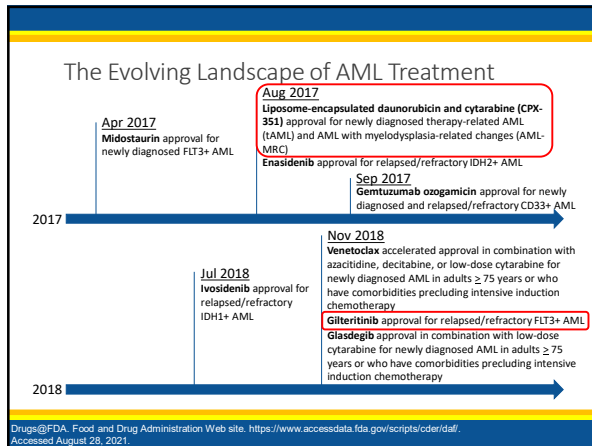 The Evolving Landscape of AML Treatment
Apr 2017
Midostaurin approval for
newly diagnosed FLT3+ AML
Aug 2017
Liposome-encapsulated daunorubicin and cytarabine (CPX-
351) approval for newly diagnosed therapy-related AML
(tAML) and AML with myelodysplasia-related changes (AML-
MRC)
Enasidenib approval for relapsed/refractory IDH2+ AML
Sep 2017
Gemtuzumab ozogamicin approval for newly
diagnosed and relapsed/refractory CD33+ AML
2017
Jul 2018
Ivosidenib approval for
relapsed/refractory
IDH1+ AML
Nov 2018
Venetoclax accelerated approval in combination with
azacitidine, decitabine, or low-dose cytarabine for
newly diagnosed AML in adults ≥ 75 years or who
have comorbidities precluding intensive induction
chemotherapy
Gilteritinib approval for relapsed/refractory FLT3+ AML
Glasdegib approval in combination with low-dose
cytarabine for newly diagnosed AML in adults ≥ 75
years or who have comorbidities precluding intensive
induction chemotherapy
2018
Drugs@FDA. Food and Drug Administration Web site. https://www.accessdata.fda.gov/scripts/cder/daf/.
Accessed August 28, 2021.